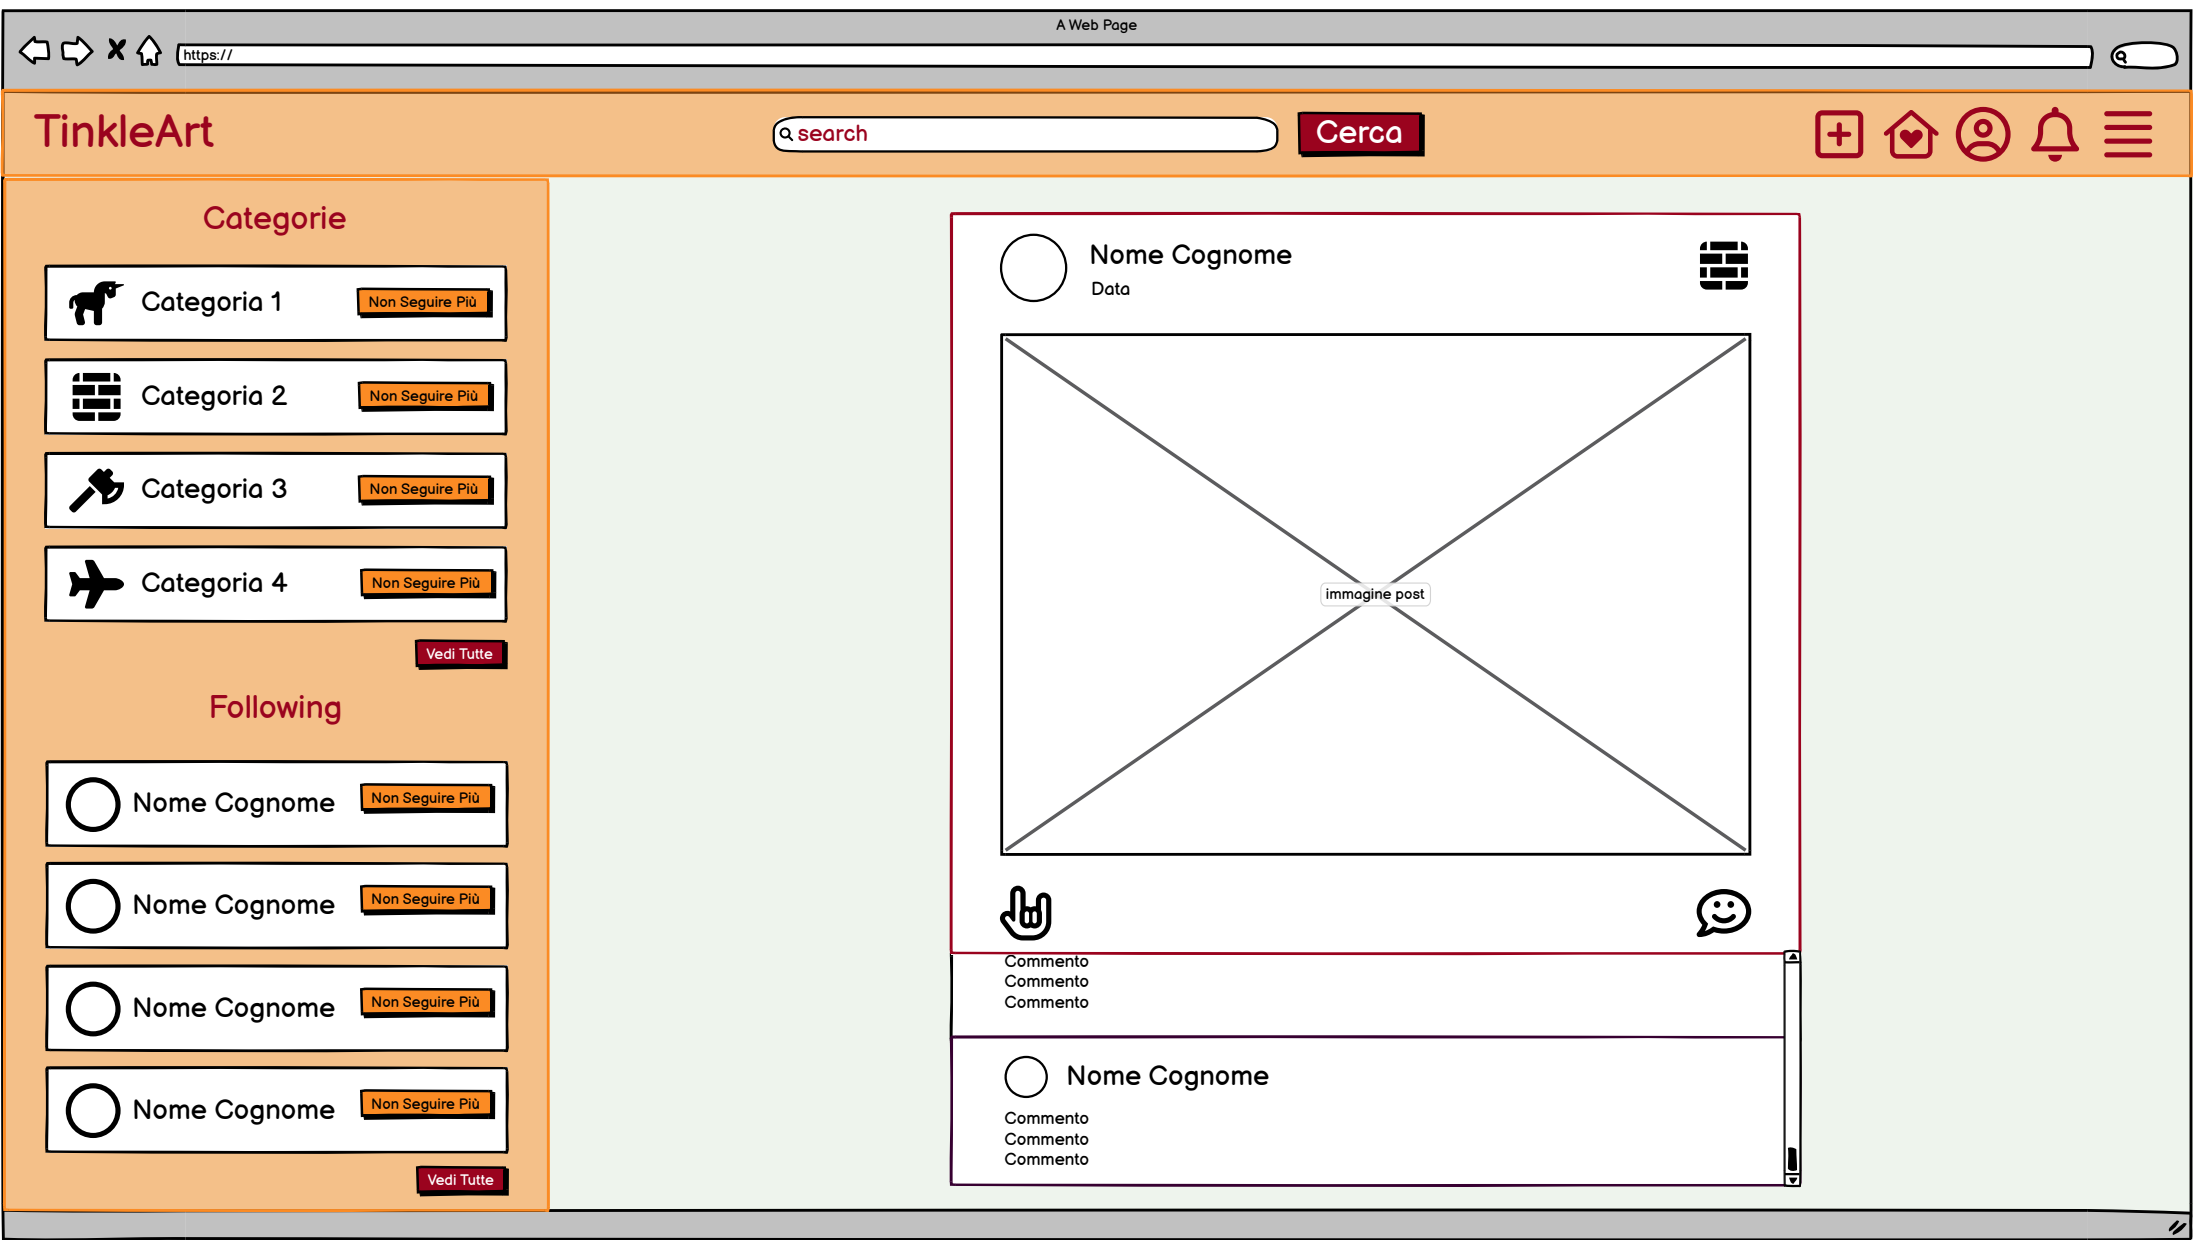 A Web Page
https://
TinkleArt
search
Cerca
Categorie
Categoria 1
Non Seguire Più
Categoria 2
Non Seguire Più
Categoria 3
Non Seguire Più
Categoria 4
Non Seguire Più
Vedi Tutte
Following
Nome Cognome
Non Seguire Più
Nome Cognome
Non Seguire Più
Nome Cognome
Non Seguire Più
Nome Cognome
Non Seguire Più
Vedi Tutte
Nome Cognome
Data
immagine post
Commento
Commento
Commento
Nome Cognome
Commento
Commento
Commento